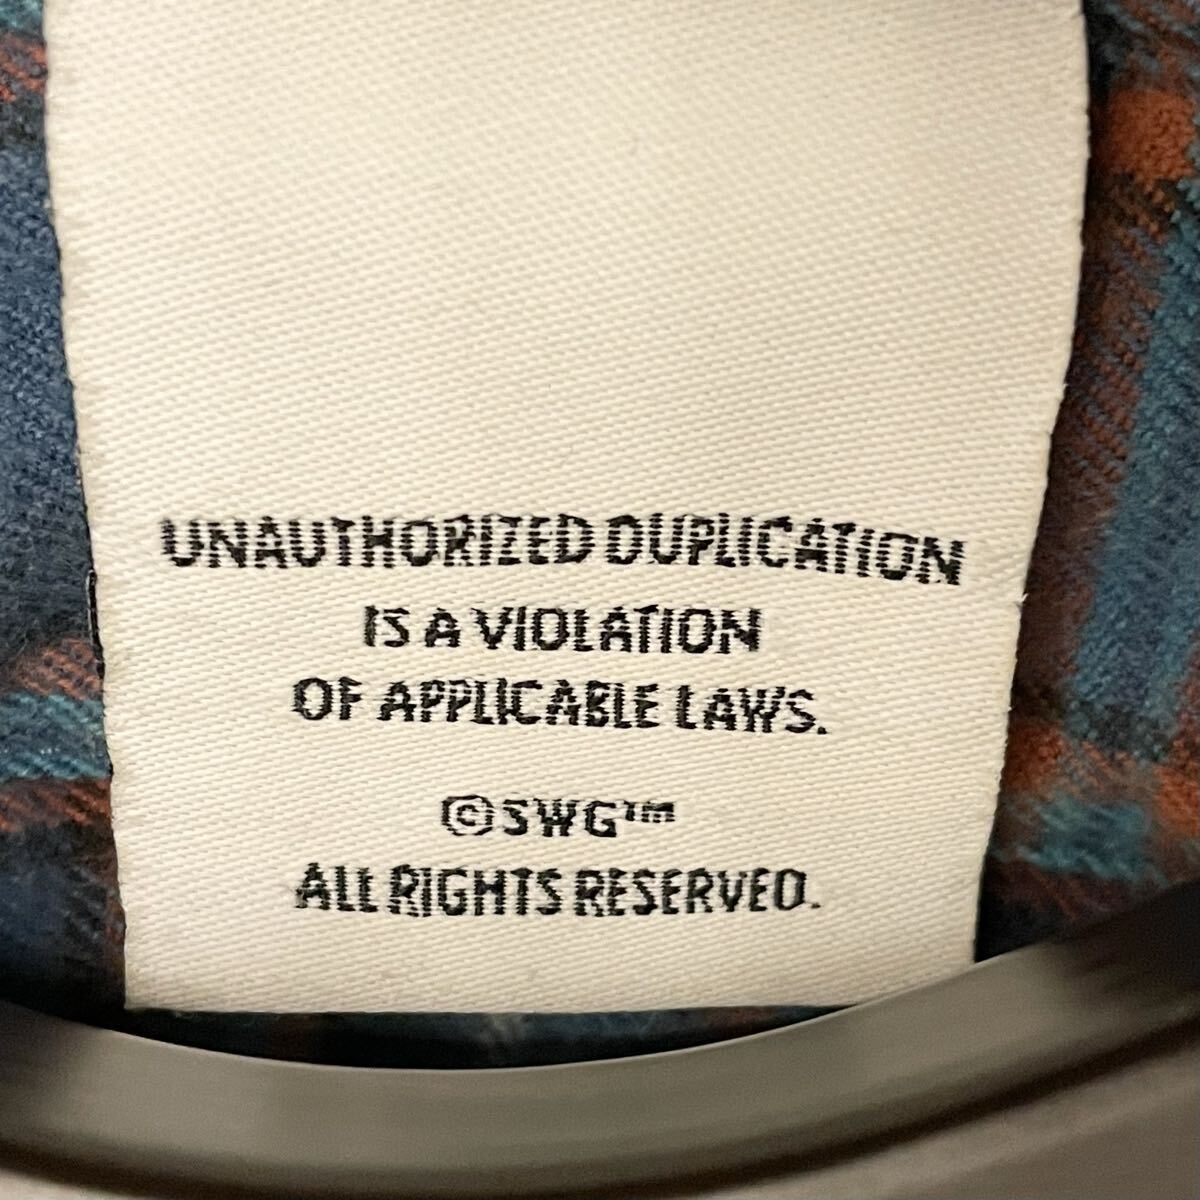 UNAUTHORIZED DUPLICATION
IS A VIOLATION
OF APPLICABLE LAWS.
©SWG™
ALL RIGHTS RESERVED.